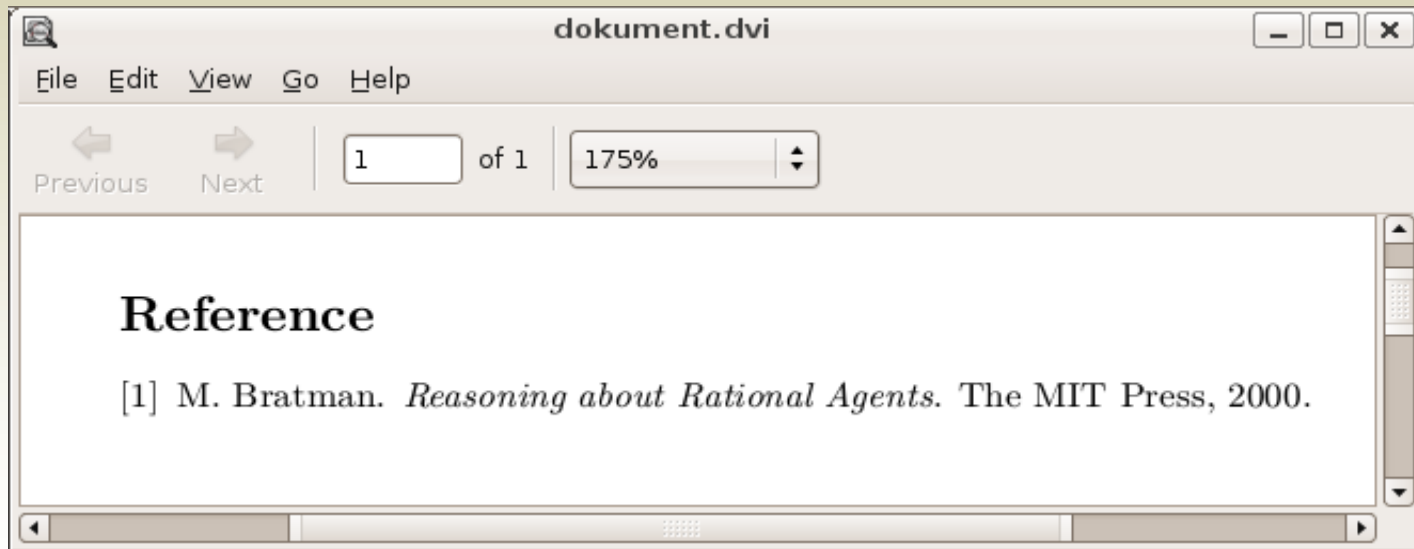 dokument.dvi
File Edit View Go Help
Previous Next 1 of 1 175%
Reference
[1] M. Bratman. Reasoning about Rational Agents. The MIT Press, 2000.